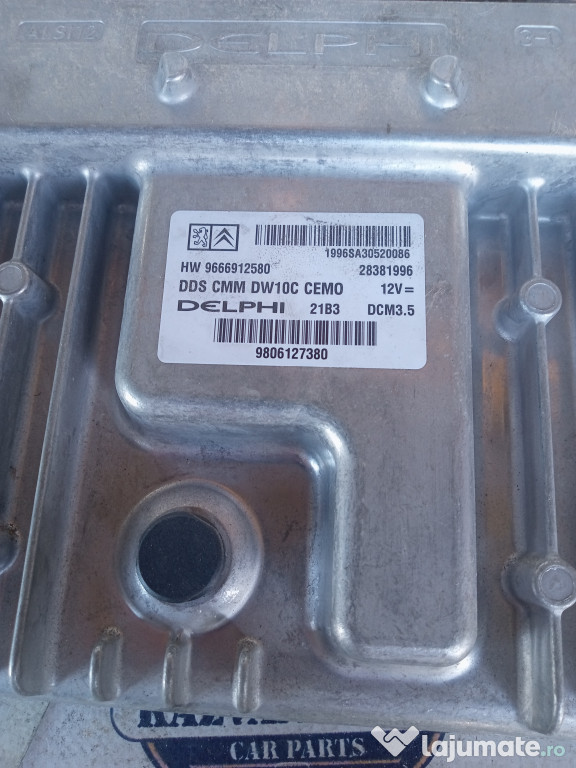 ALSI12
DELPHI
1996SA30520086
HW 9666912580
28381996
DDS CMM DW10C CEMO
12V =
DELPHI
21B3
DCM3.5
9806127380
CAR PARTS
lajumate.ro